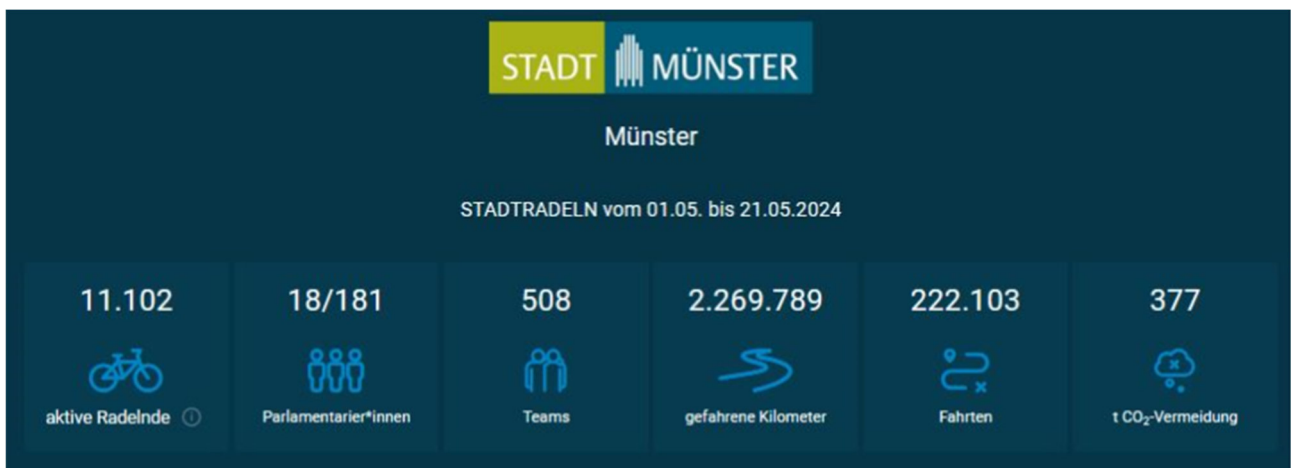 STADT MÜNSTER
Münster
STADTRADELN vom 01.05. bis 21.05.2024
11.102 18/181 508 2.269.789 222.103 377
aktive Radelnde Parlamentarier*innen Teams gefahrene Kilometer Fahrten t CO₂-Vermeidung